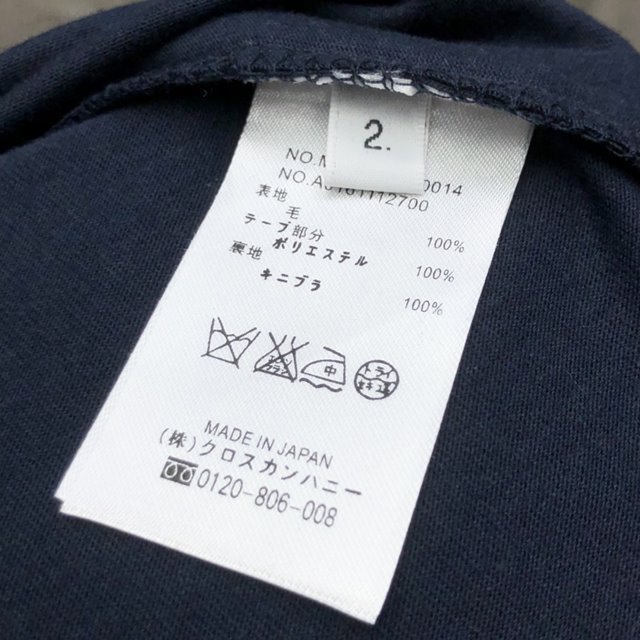 2.
NO.M 0014
NO.A0161112700
表地
毛 100%
テープ部分
ポリエステル 100%
裏地
キュプラ 100%
中
ドライ
MADE IN JAPAN
(株)クロスカンパニー
0120-806-008